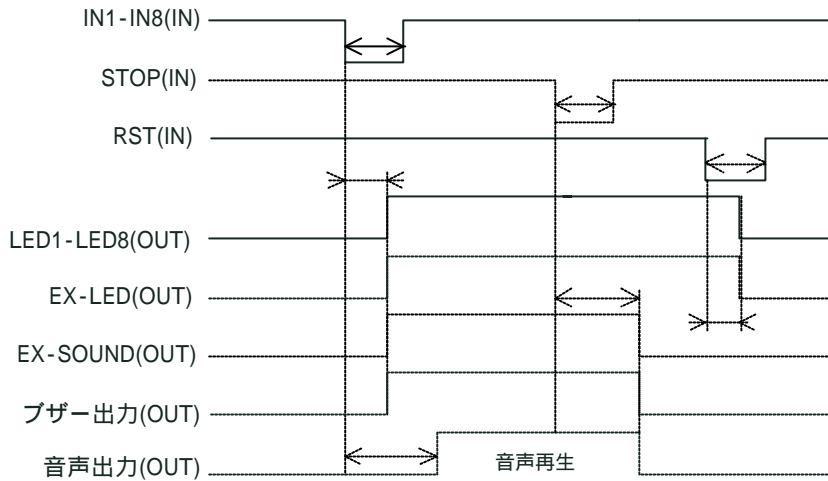 IN1-IN8(IN)
STOP(IN)
RST(IN)
LED1-LED8(OUT)
EX-LED(OUT)
EX-SOUND(OUT)
ブザー出力(OUT)
音声出力(OUT)
音声再生